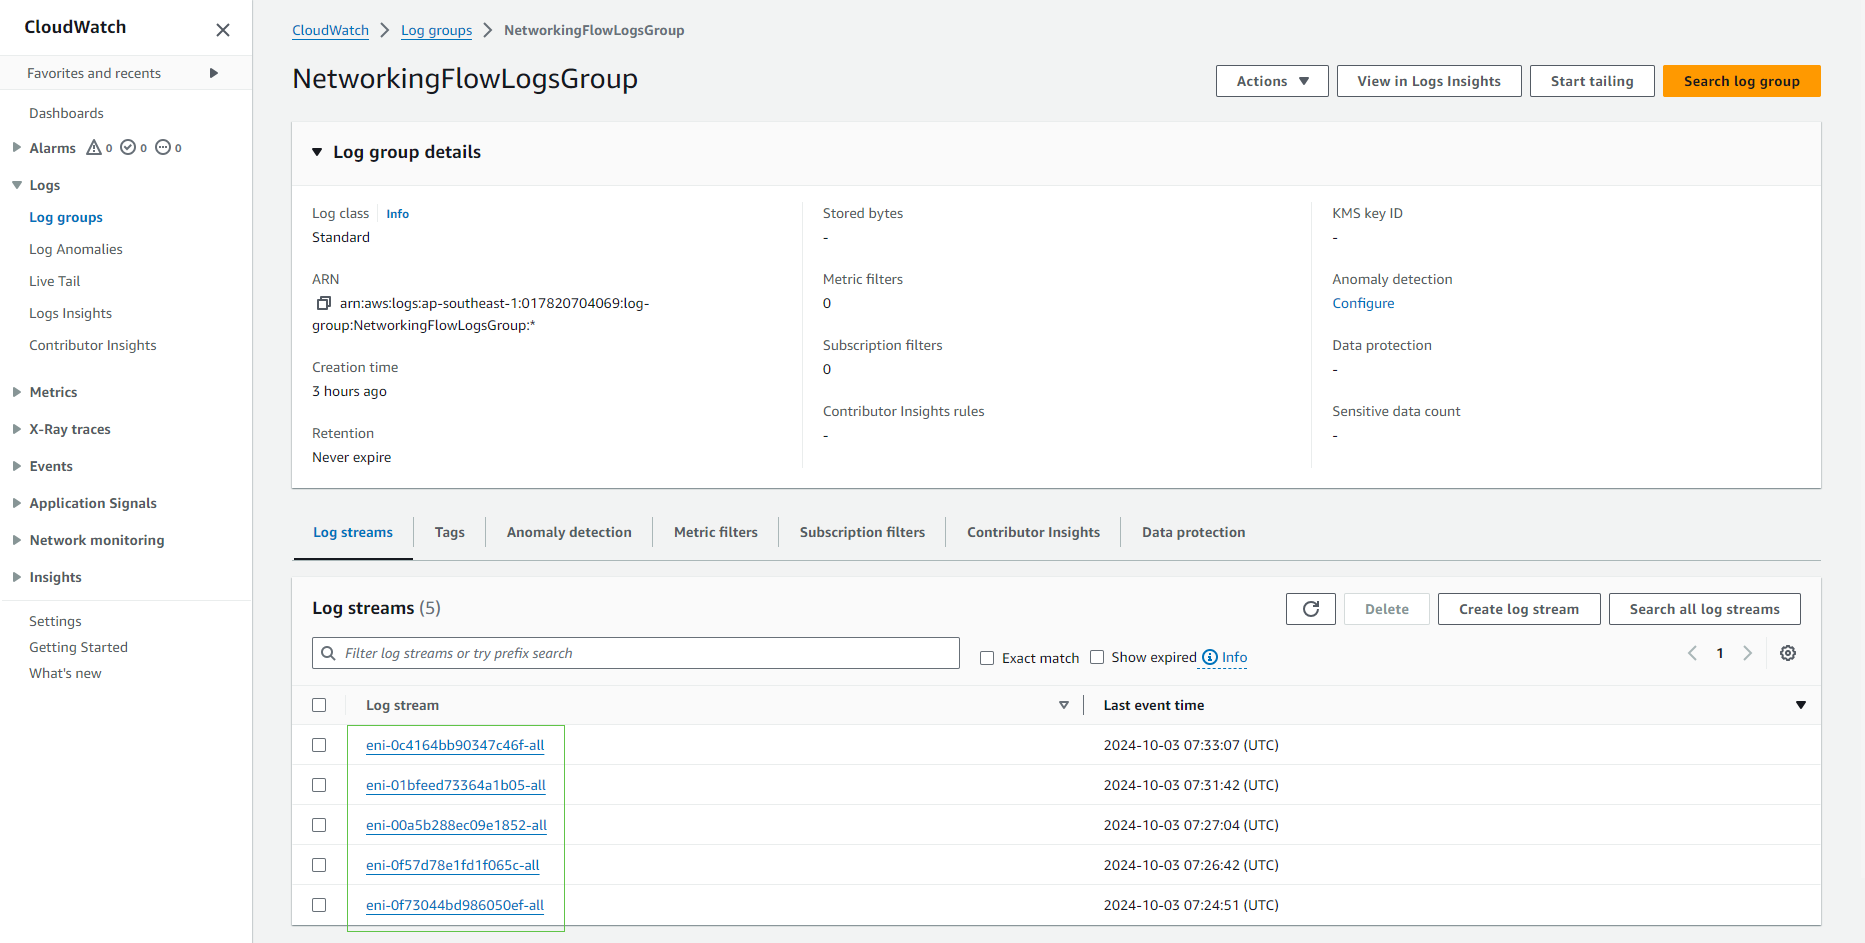 CloudWatch
Favorites and recents
Dashboards
Alarms 0 0 0
Logs
Log groups
Log Anomalies
Live Tail
Logs Insights
Contributor Insights
Metrics
X-Ray traces
Events
Application Signals
Network monitoring
Insights
Settings
Getting Started
What's new
CloudWatch Log groups NetworkingFlowLogsGroup
NetworkingFlowLogsGroup
Actions View in Logs Insights Start tailing Search log group
Log group details
Log class Info
Standard
ARN
arn:aws:logs:ap-southeast-1:017820704069:log-
group:NetworkingFlowLogsGroup:*
Creation time
3 hours ago
Retention
Never expire
Stored bytes
-
Metric filters
0
Subscription filters
0
Contributor Insights rules
-
KMS key ID
-
Anomaly detection
Configure
Data protection
-
Sensitive data count
-
Log streams Tags Anomaly detection Metric filters Subscription filters Contributor Insights Data protection
Log streams (5)
Delete Create log stream Search all log streams
Filter log streams or try prefix search Exact match Show expired Info 1
Log stream Last event time
eni-0c4164bb90347c46f-all 2024-10-03 07:33:07 (UTC)
eni-01bfeed73364a1b05-all 2024-10-03 07:31:42 (UTC)
eni-00a5b288ec09e1852-all 2024-10-03 07:27:04 (UTC)
eni-0f57d78e1fd1f065c-all 2024-10-03 07:26:42 (UTC)
eni-0f73044bd986050ef-all 2024-10-03 07:24:51 (UTC)